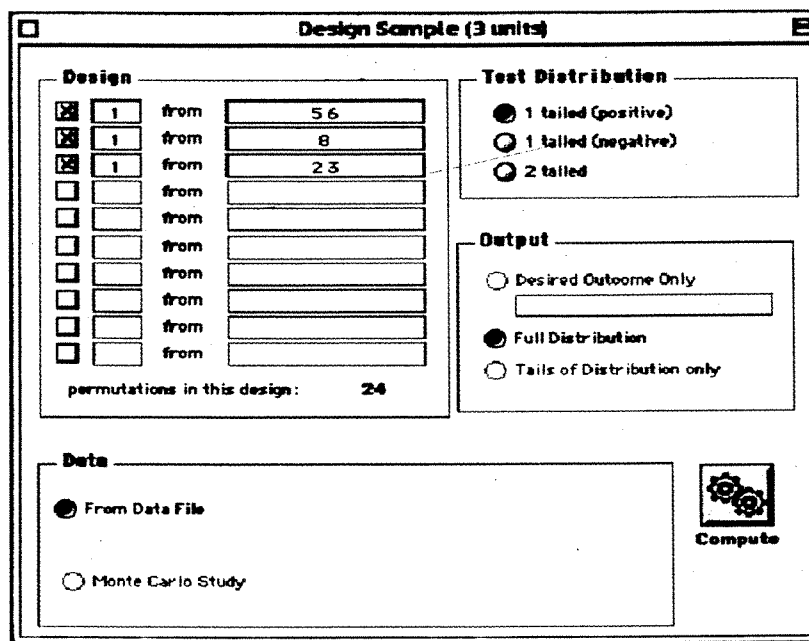 Design Sample (3 units)
Design
1 from 56
1 from 8
1 from 23
from
from
from
from
from
from
from
permutations in this design: 24
Test Distribution
1 tailed (positive)
1 tailed (negative)
2 tailed
Output
Desired Outcome Only
Full Distribution
Tails of Distribution only
Data
From Data File
Monte Carlo Study
Compute